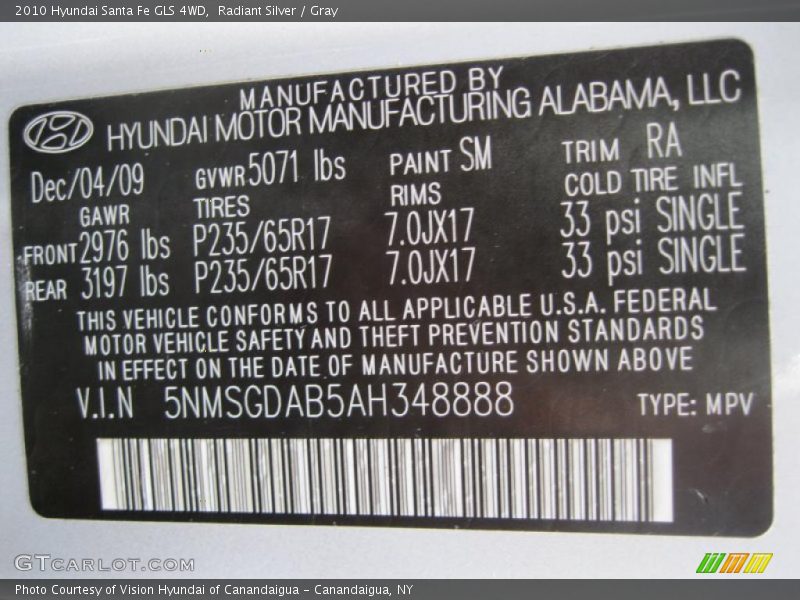 2010 Hyundai Santa Fe GLS 4WD, Radiant Silver / Gray
MANUFACTURED BY
HYUNDAI MOTOR MANUFACTURING ALABAMA, LLC
Dec/04/09 GVWR 5071 lbs PAINT SM TRIM RA
GAWR TIRES RIMS COLD TIRE INFL
FRONT 2976 lbs P235/65R17 7.0JX17 33 psi SINGLE
REAR 3197 lbs P235/65R17 7.0JX17 33 psi SINGLE
THIS VEHICLE CONFORMS TO ALL APPLICABLE U.S.A. FEDERAL
MOTOR VEHICLE SAFETY AND THEFT PREVENTION STANDARDS
IN EFFECT ON THE DATE OF MANUFACTURE SHOWN ABOVE
V.I.N 5NMSGDAB5AH348888 TYPE: MPV
GTCARLOT.COM
Photo Courtesy of Vision Hyundai of Canandaigua - Canandaigua, NY